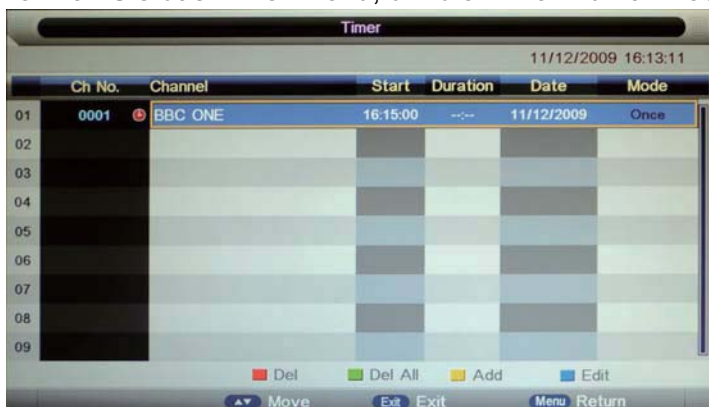 Timer
11/12/2009 16:13:11
Ch No. Channel Start Duration Date Mode
01 0001 BBC ONE 16:15:00 --:-- 11/12/2009 Once
02
03
04
05
06
07
08
09
Del Del All Add Edit
Move Exit Exit Menu Return